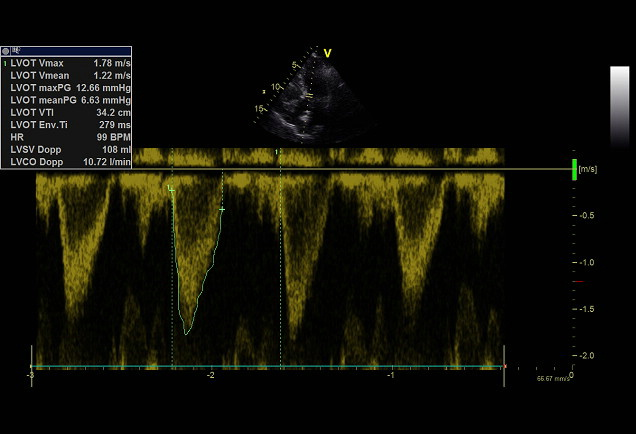 V
5
10
15
1 LVOT Vmax 1.78 m/s
LVOT Vmean 1.22 m/s
LVOT maxPG 12.66 mmHg
LVOT meanPG 6.63 mmHg
LVOT VTI 34.2 cm
LVOT Env.Ti 279 ms
HR 99 BPM
LVSV Dopp 108 ml
LVCO Dopp 10.72 l/min
1
[m/s]
1
-0.5
-1.0
-1.5
-2.0
-3
-2
-1
0
66.67 mm/s